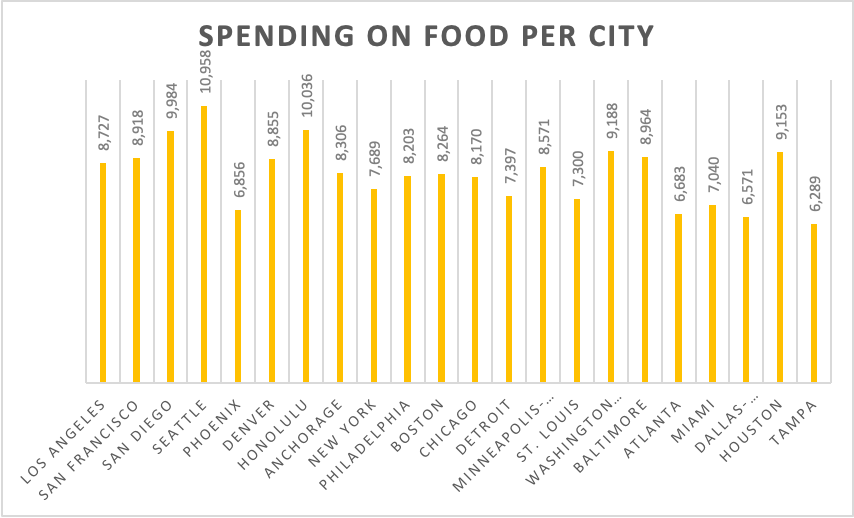 SPENDING ON FOOD PER CITY
8,727
8,918
9,984
10,958
6,856
8,855
10,036
8,306
7,689
8,203
8,264
8,170
7,397
8,571
7,300
9,188
8,964
6,683
7,040
6,571
9,153
6,289
LOS ANGELES
SAN FRANCISCO
SAN DIEGO
SEATTLE
PHOENIX
DENVER
HONOLULU
ANCHORAGE
NEW YORK
PHILADELPHIA
BOSTON
CHICAGO
DETROIT
MINNEAPOLIS-…
ST. LOUIS
WASHINGTON…
BALTIMORE
ATLANTA
MIAMI
DALLAS-…
HOUSTON
TAMPA